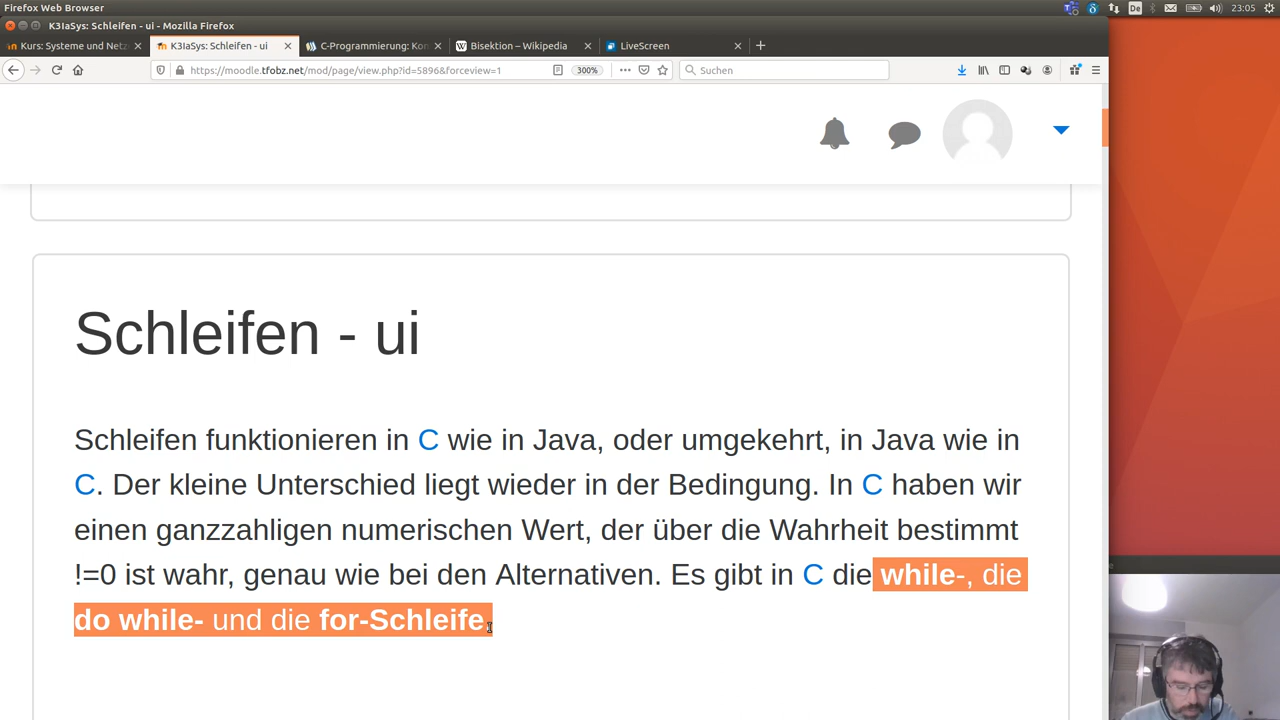 Firefox Web Browser
De
23:05
K3IaSys: Schleifen - ui - Mozilla Firefox
Kurs: Systeme und Netz
K3IaSys: Schleifen - ui
C-Programmierung: Kon
Bisektion – Wikipedia
LiveScreen
https://moodle.tfobz.net/mod/page/view.php?id=5896&forceview=1
300%
Suchen
Schleifen - ui
Schleifen funktionieren in C wie in Java, oder umgekehrt, in Java wie in
C. Der kleine Unterschied liegt wieder in der Bedingung. In C haben wir
einen ganzzahligen numerischen Wert, der über die Wahrheit bestimmt
!=0 ist wahr, genau wie bei den Alternativen. Es gibt in C die while-, die
do while- und die for-Schleife.